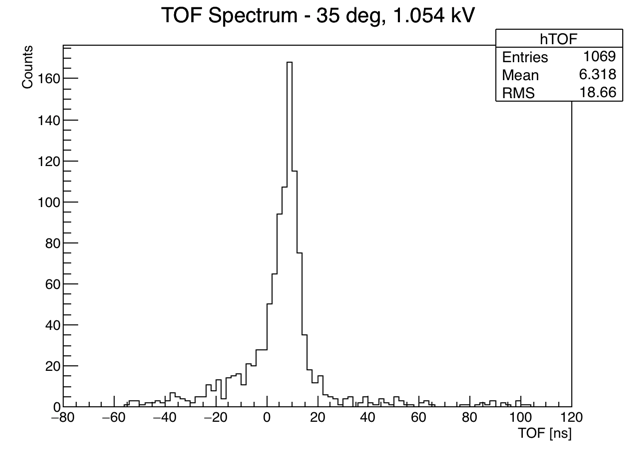 TOF Spectrum - 35 deg, 1.054 kV
hTOF
Entries 1069
Mean 6.318
RMS 18.66
Counts
160
140
120
100
80
60
40
20
0
−80 −60 −40 −20 0 20 40 60 80 100 120
TOF [ns]